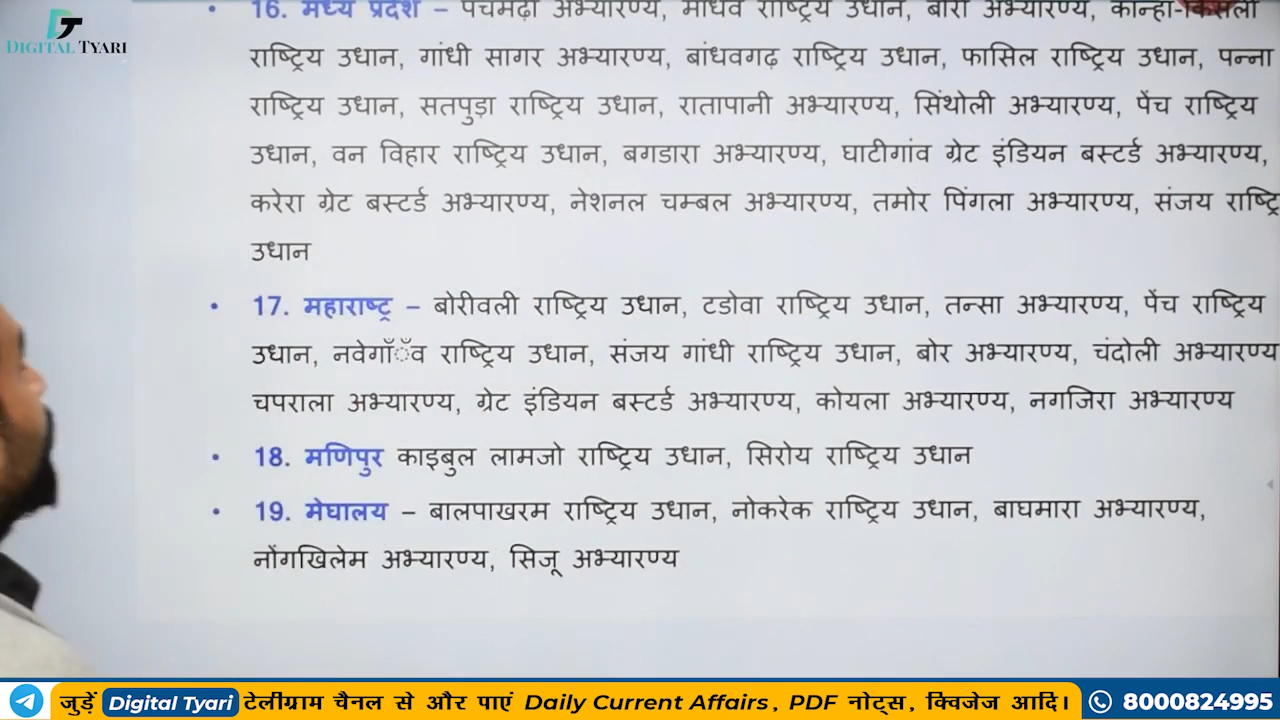 DIGITAL TYARI
16. मध्य प्रदेश – पंचमढ़ी अभ्यारण्य, माधव राष्ट्रिय उधान, बोरी अभ्यारण्य, कान्हा-किसली
राष्ट्रिय उधान, गांधी सागर अभ्यारण्य, बांधवगढ़ राष्ट्रिय उधान, फासिल राष्ट्रिय उधान, पन्ना
राष्ट्रिय उधान, सतपुड़ा राष्ट्रिय उधान, रातापानी अभ्यारण्य, सिंथोली अभ्यारण्य, पेंच राष्ट्रिय
उधान, वन विहार राष्ट्रिय उधान, बगडारा अभ्यारण्य, घाटीगांव ग्रेट इंडियन बस्टर्ड अभ्यारण्य,
करेरा ग्रेट बस्टर्ड अभ्यारण्य, नेशनल चम्बल अभ्यारण्य, तमोर पिंगला अभ्यारण्य, संजय राष्ट्रि
उधान
• 17. महाराष्ट्र – बोरीवली राष्ट्रिय उधान, टडोवा राष्ट्रिय उधान, तन्सा अभ्यारण्य, पेंच राष्ट्रिय
उधान, नवेगाँँव राष्ट्रिय उधान, संजय गांधी राष्ट्रिय उधान, बोर अभ्यारण्य, चंदोली अभ्यारण्य
चपराला अभ्यारण्य, ग्रेट इंडियन बस्टर्ड अभ्यारण्य, कोयला अभ्यारण्य, नगजिरा अभ्यारण्य
• 18. मणिपुर काइबुल लामजो राष्ट्रिय उधान, सिरोय राष्ट्रिय उधान
• 19. मेघालय – बालपाखरम राष्ट्रिय उधान, नोकरेक राष्ट्रिय उधान, बाघमारा अभ्यारण्य,
नोंगखिलेम अभ्यारण्य, सिजू अभ्यारण्य
जुड़ें Digital Tyari टेलीग्राम चैनल से और पाएं Daily Current Affairs, PDF नोट्स, क्विजेज आदि। 8000824995